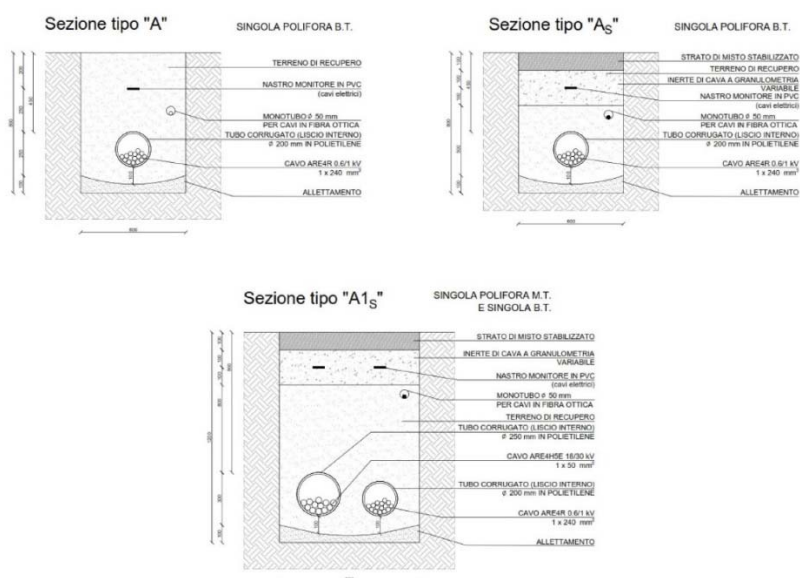 Sezione tipo "A"
SINGOLA POLIFORA B.T.
TERRENO DI RECUPERO
NASTRO MONITORE IN PVC
(cavi elettrici)
MONOTUBO ø 50 mm
PER CAVI IN FIBRA OTTICA
TUBO CORRUGATO (LISCIO INTERNO)
ø 200 mm IN POLIETILENE
CAVO ARE4R 0.6/1 kV
1 x 240 mm²
ALLETTAMENTO
Sezione tipo "As"
SINGOLA POLIFORA B.T.
STRATO DI MISTO STABILIZZATO
TERRENO DI RECUPERO
INERTE DI CAVA A GRANULOMETRIA
VARIABILE
NASTRO MONITORE IN PVC
(cavi elettrici)
MONOTUBO ø 50 mm
PER CAVI IN FIBRA OTTICA
TUBO CORRUGATO (LISCIO INTERNO)
ø 200 mm IN POLIETILENE
CAVO ARE4R 0.6/1 kV
1 x 240 mm²
ALLETTAMENTO
Sezione tipo "A1s"
SINGOLA POLIFORA M.T.
E SINGOLA B.T.
STRATO DI MISTO STABILIZZATO
INERTE DI CAVA A GRANULOMETRIA
VARIABILE
NASTRO MONITORE IN PVC
(cavi elettrici)
MONOTUBO ø 50 mm
PER CAVI IN FIBRA OTTICA
TERRENO DI RECUPERO
TUBO CORRUGATO (LISCIO INTERNO)
ø 250 mm IN POLIETILENE
CAVO ARE4H5E 18/30 kV
1 x 50 mm²
TUBO CORRUGATO (LISCIO INTERNO)
ø 200 mm IN POLIETILENE
CAVO ARE4R 0.6/1 kV
1 x 240 mm²
ALLETTAMENTO